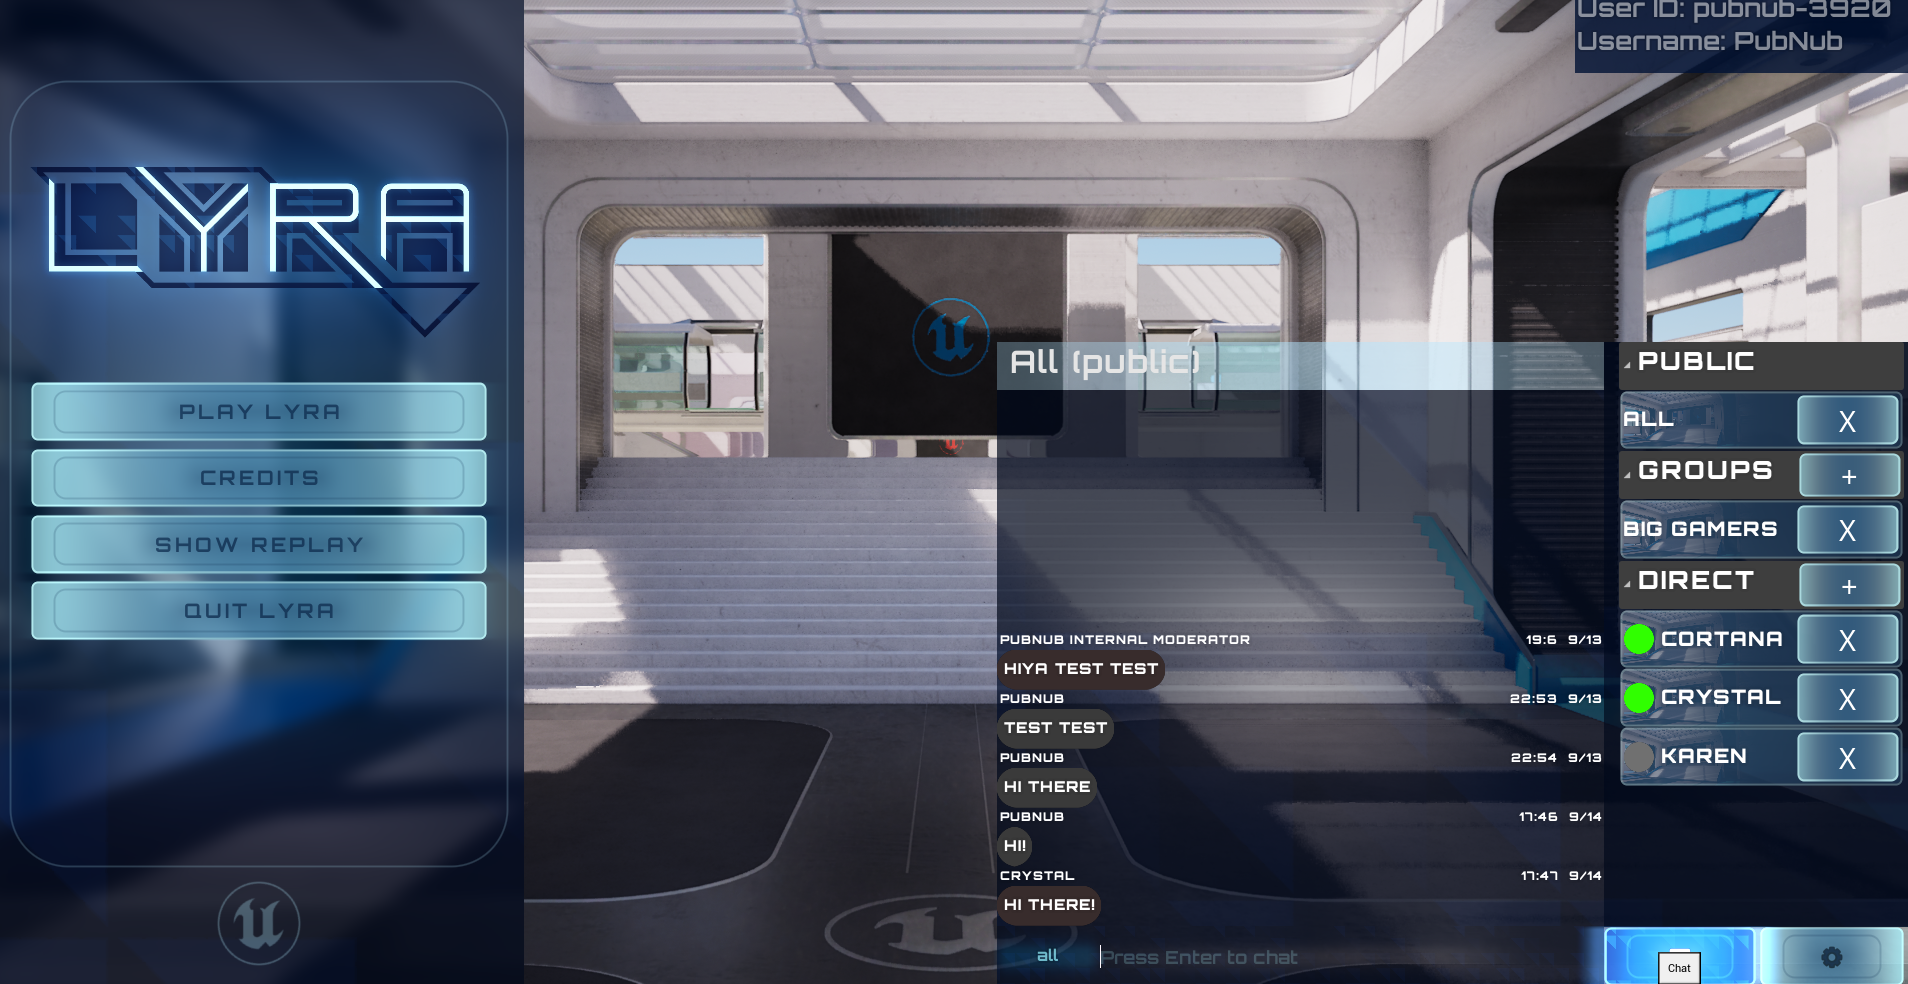 User ID: pubnub-3920
Username: PubNub
LYRA
PLAY LYRA
CREDITS
SHOW REPLAY
QUIT LYRA
All (public)
PUBNUB INTERNAL MODERATOR 19:6 9/13
HIYA TEST TEST
PUBNUB 22:53 9/13
TEST TEST
PUBNUB 22:54 9/13
HI THERE
PUBNUB 17:46 9/14
HI!
CRYSTAL 17:47 9/14
HI THERE!
all Press Enter to chat
PUBLIC
ALL X
GROUPS +
BIG GAMERS X
DIRECT +
CORTANA X
CRYSTAL X
KAREN X
Chat